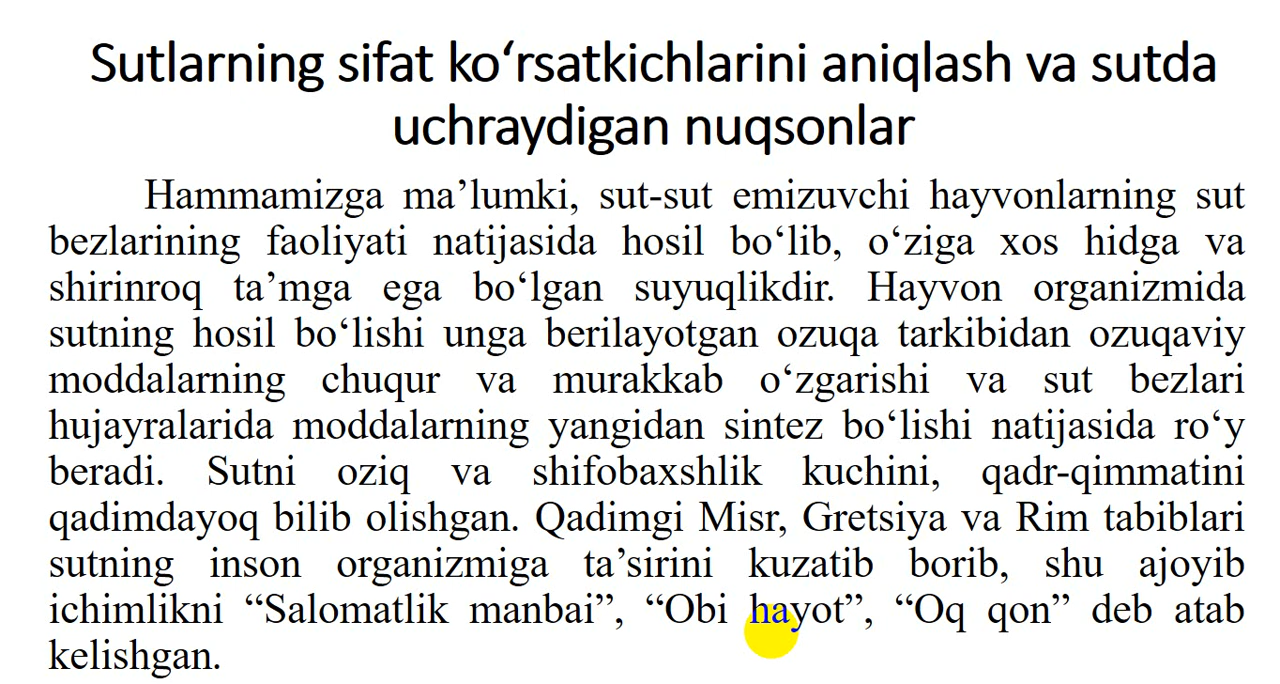 Sutlarning sifat ko‘rsatkichlarini aniqlash va sutda
uchraydigan nuqsonlar
Hammamizga ma’lumki, sut-sut emizuvchi hayvonlarning sut
bezlarining faoliyati natijasida hosil bo‘lib, o‘ziga xos hidga va
shirinroq ta’mga ega bo‘lgan suyuqlikdir. Hayvon organizmida
sutning hosil bo‘lishi unga berilayotgan ozuqa tarkibidan ozuqaviy
moddalarning chuqur va murakkab o‘zgarishi va sut bezlari
hujayralarida moddalarning yangidan sintez bo‘lishi natijasida ro‘y
beradi. Sutni oziq va shifobaxshlik kuchini, qadr-qimmatini
qadimdayoq bilib olishgan. Qadimgi Misr, Gretsiya va Rim tabiblari
sutning inson organizmiga ta’sirini kuzatib borib, shu ajoyib
ichimlikni “Salomatlik manbai”, “Obi hayot”, “Oq qon” deb atab
kelishgan.